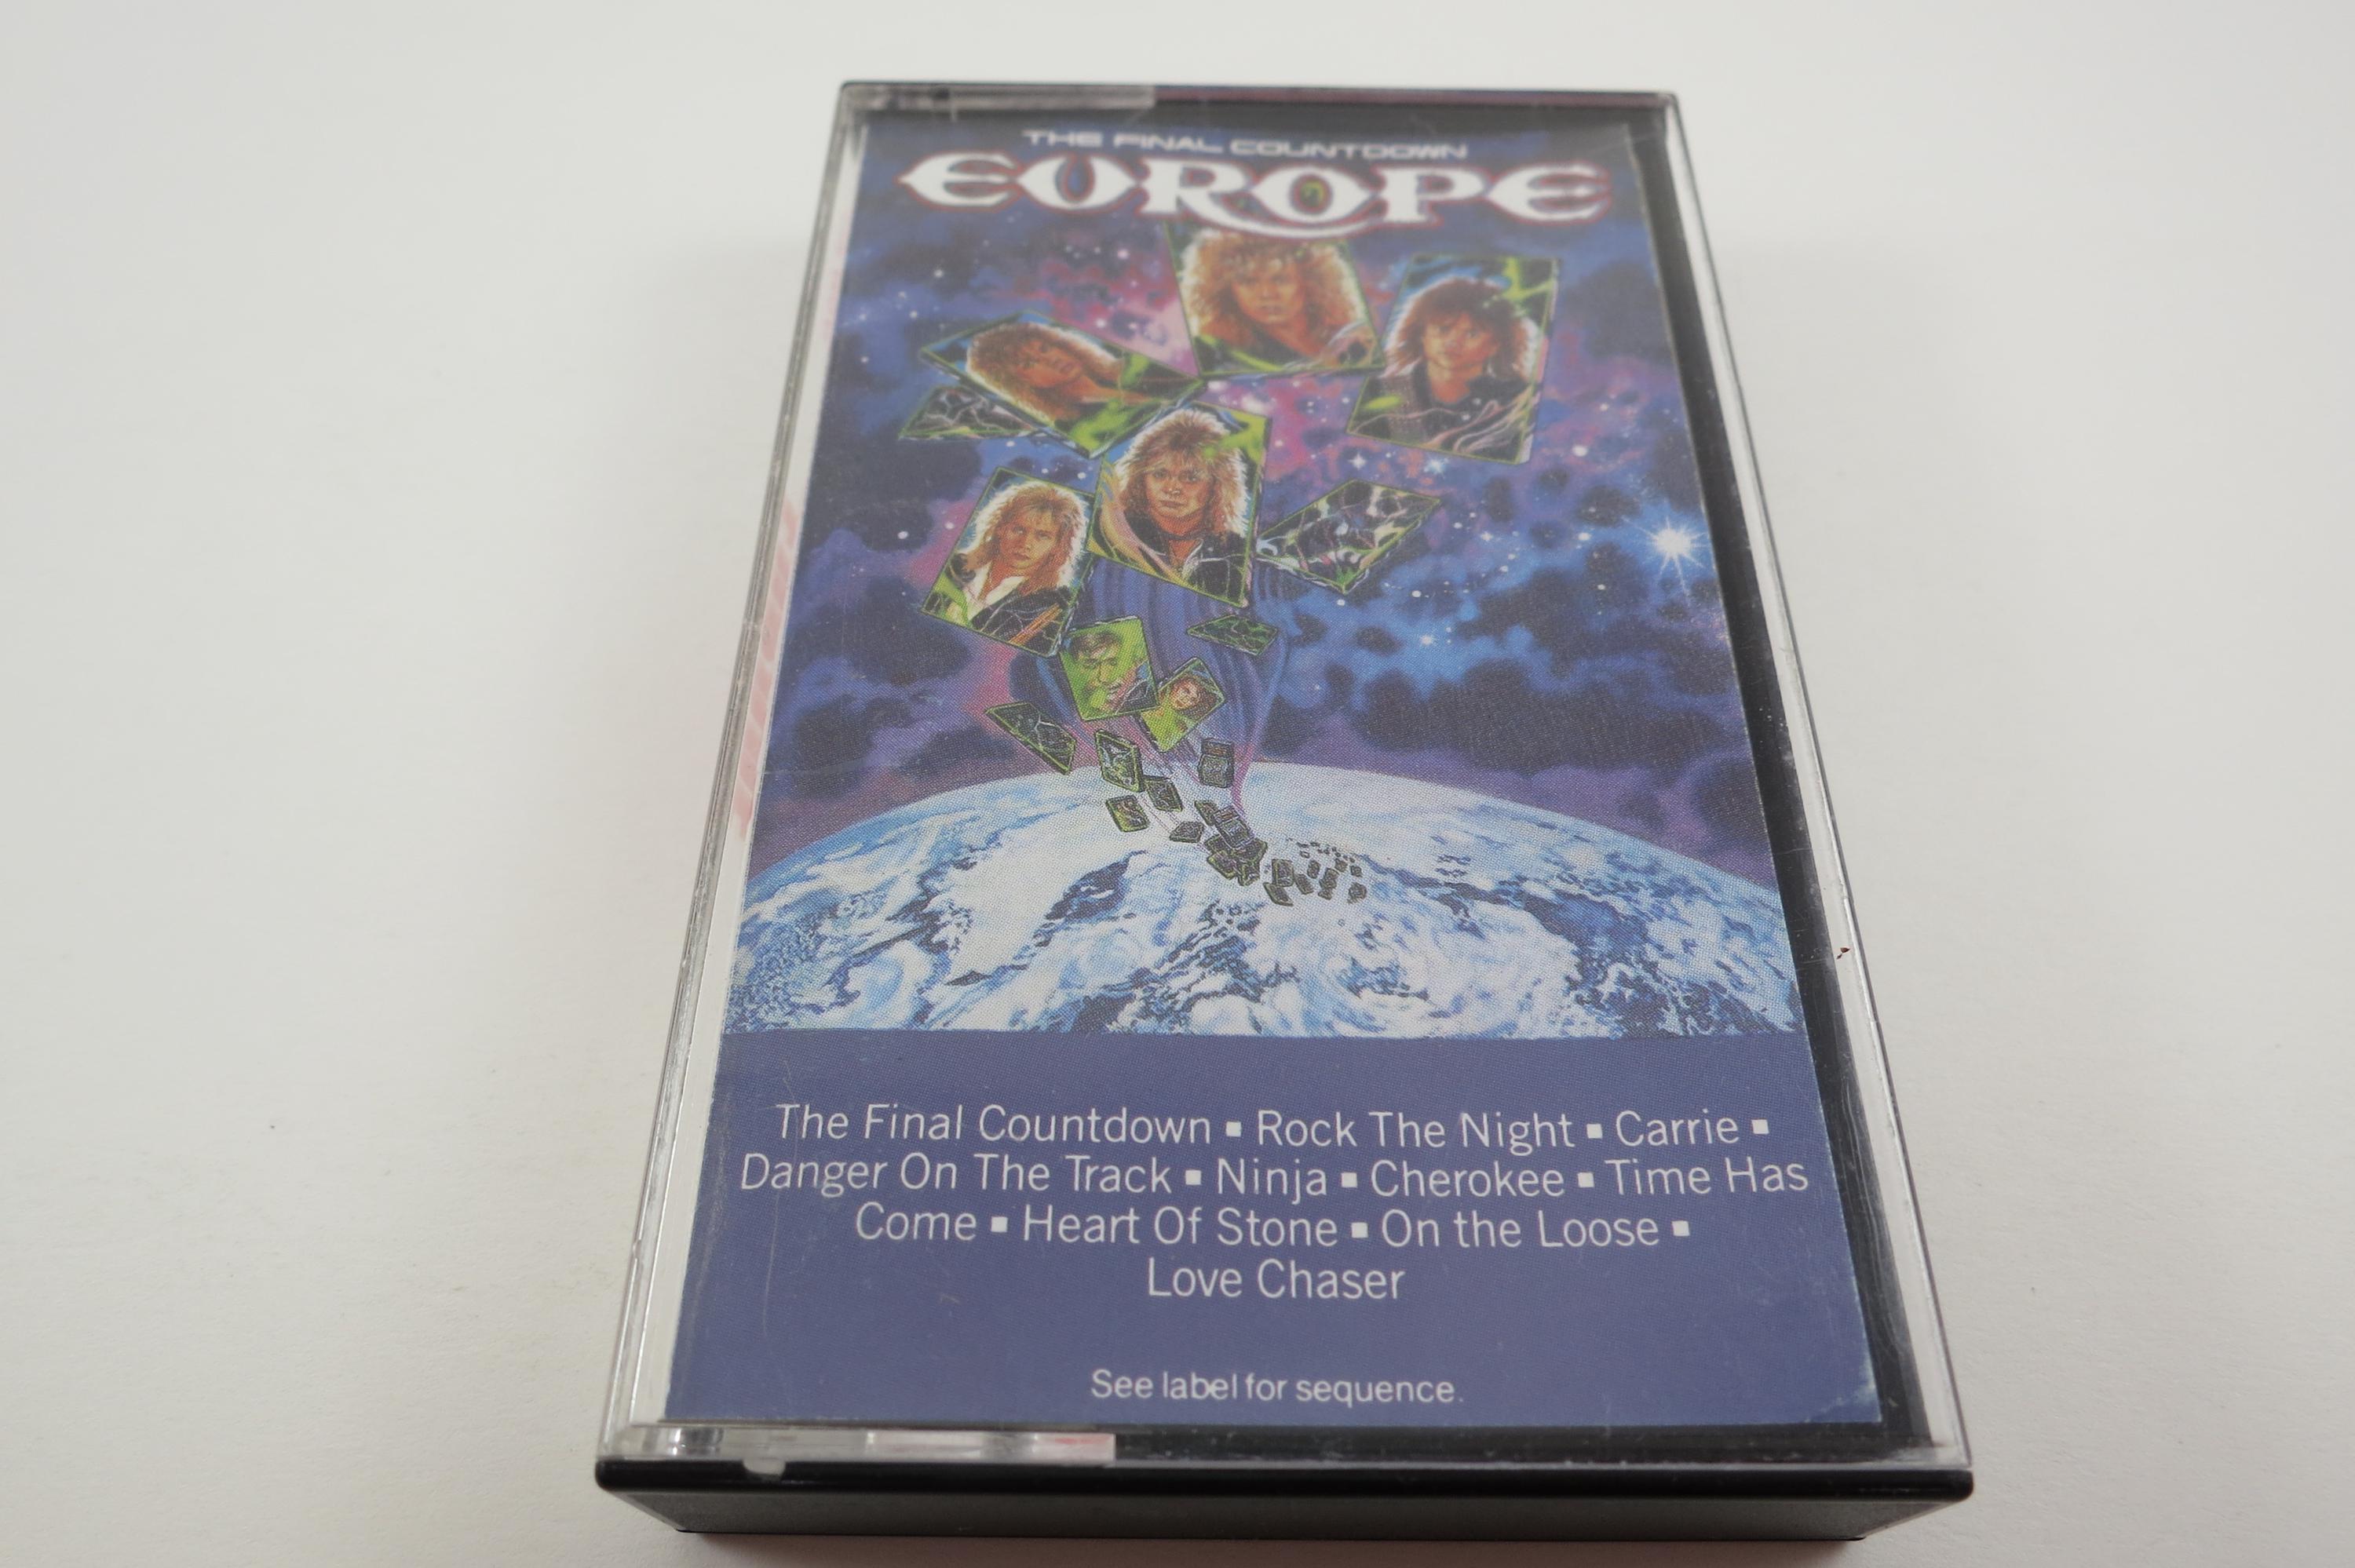 THE FINAL COUNTDOWN
EUROPE
The Final Countdown ▪ Rock The Night ▪ Carrie ▪
Danger On The Track ▪ Ninja ▪ Cherokee ▪ Time Has
Come ▪ Heart Of Stone ▪ On the Loose ▪
Love Chaser
See label for sequence.